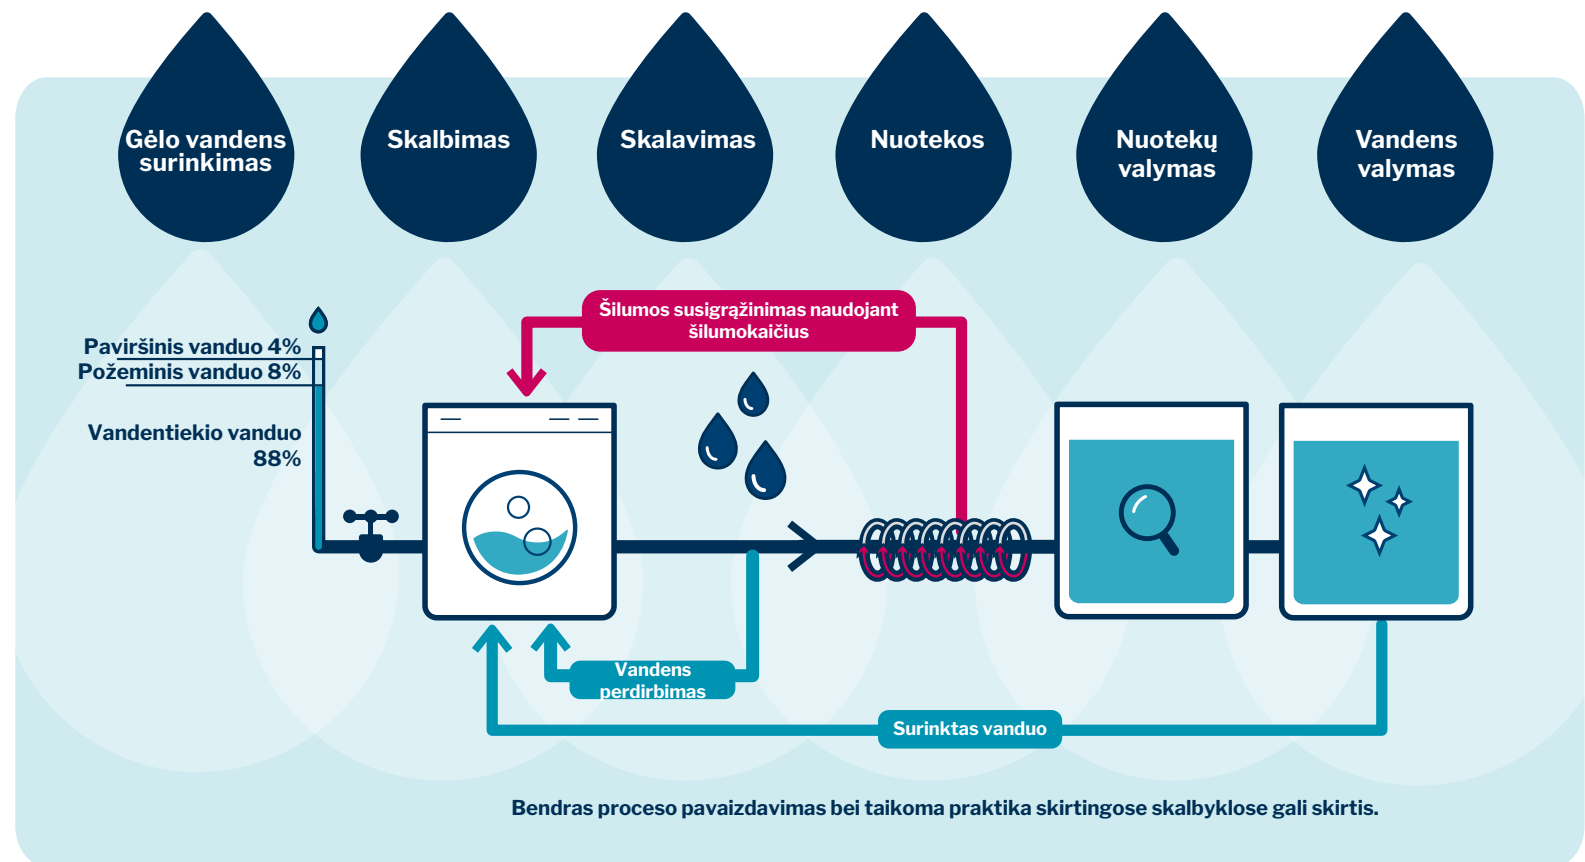 Gėlo vandens
surinkimas
Skalbimas
Skalavimas
Nuotekos
Nuotekų
valymas
Vandens
valymas
Šilumos susigrąžinimas naudojant
šilumokaičius
Paviršinis vanduo 4%
Požeminis vanduo 8%
Vandentiekio vanduo
88%
Vandens
perdirbimas
Surinktas vanduo
Bendras proceso pavaizdavimas bei taikoma praktika skirtingose skalbyklose gali skirtis.